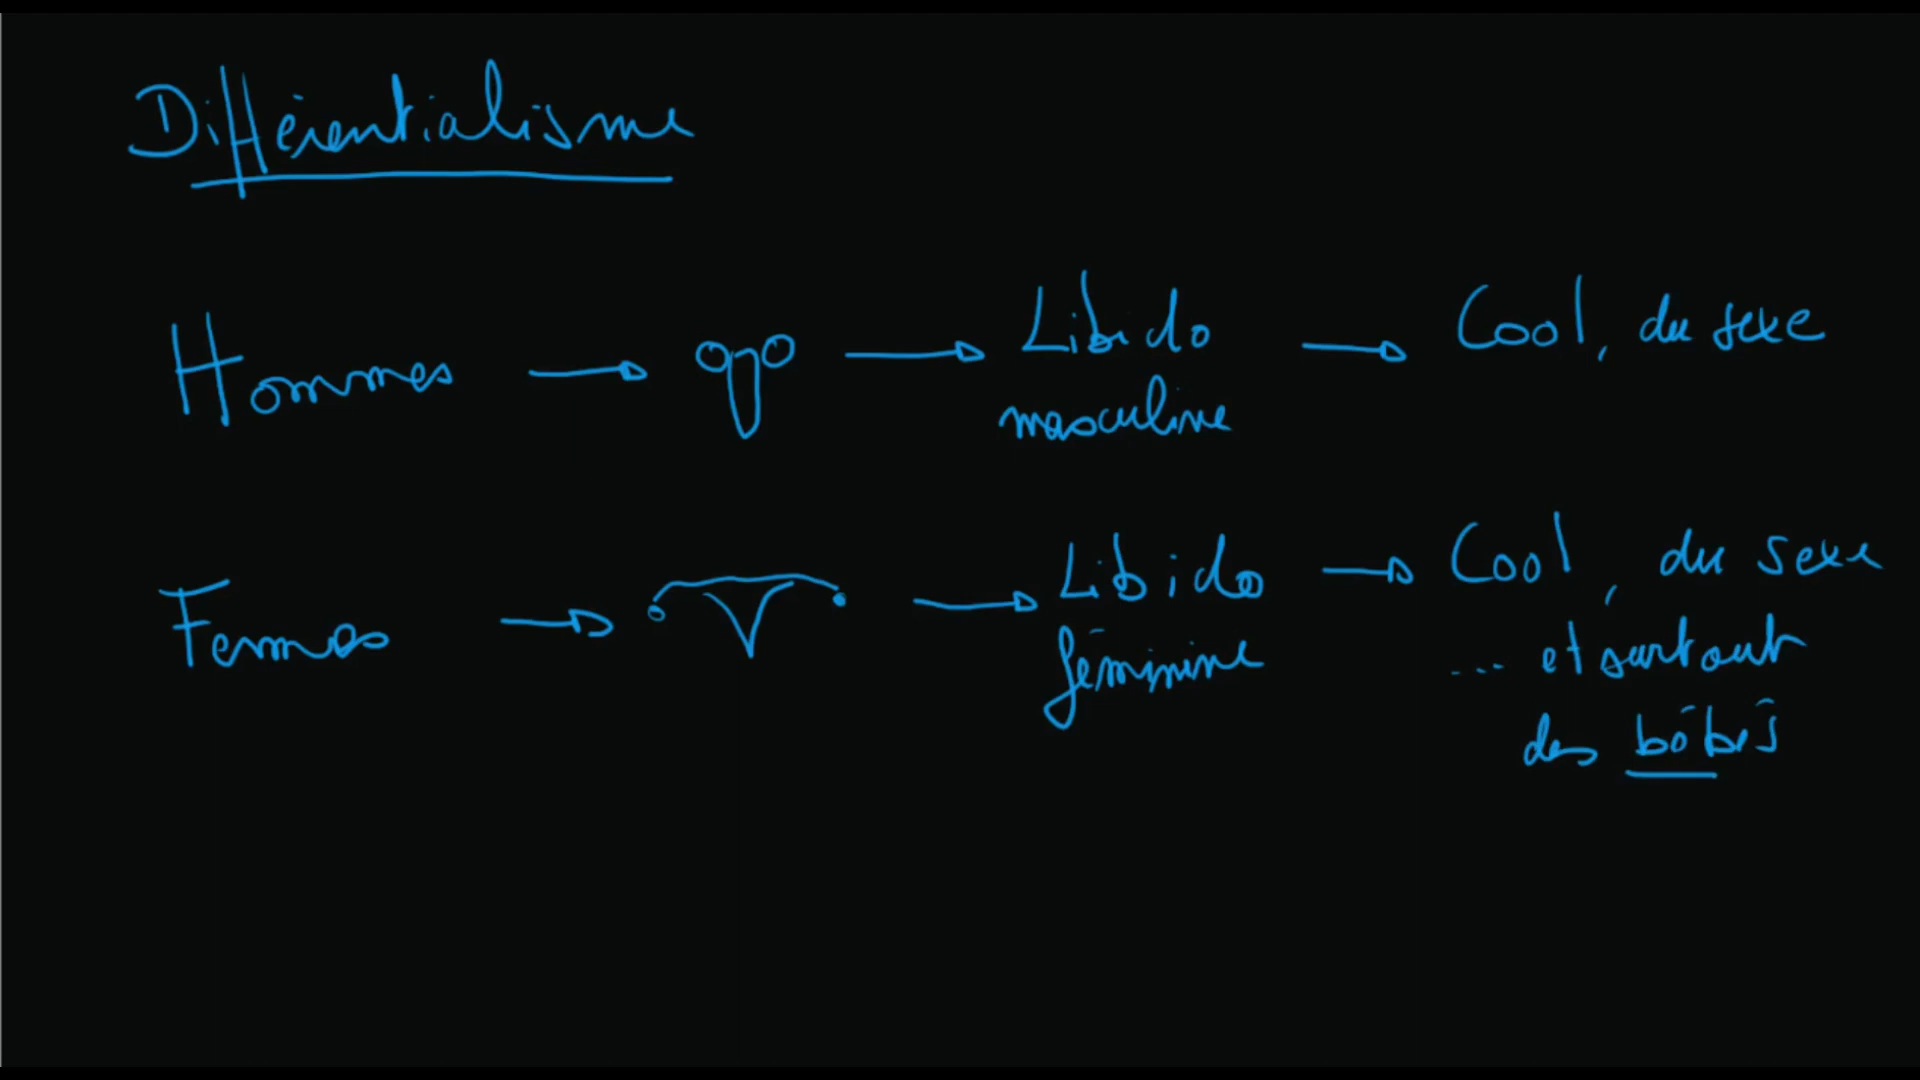 Différentialisme
Hommes → → Libido masculine → Cool, du sexe
Femmes → → Libido féminine → Cool, du sexe
... et surtout
des bébés